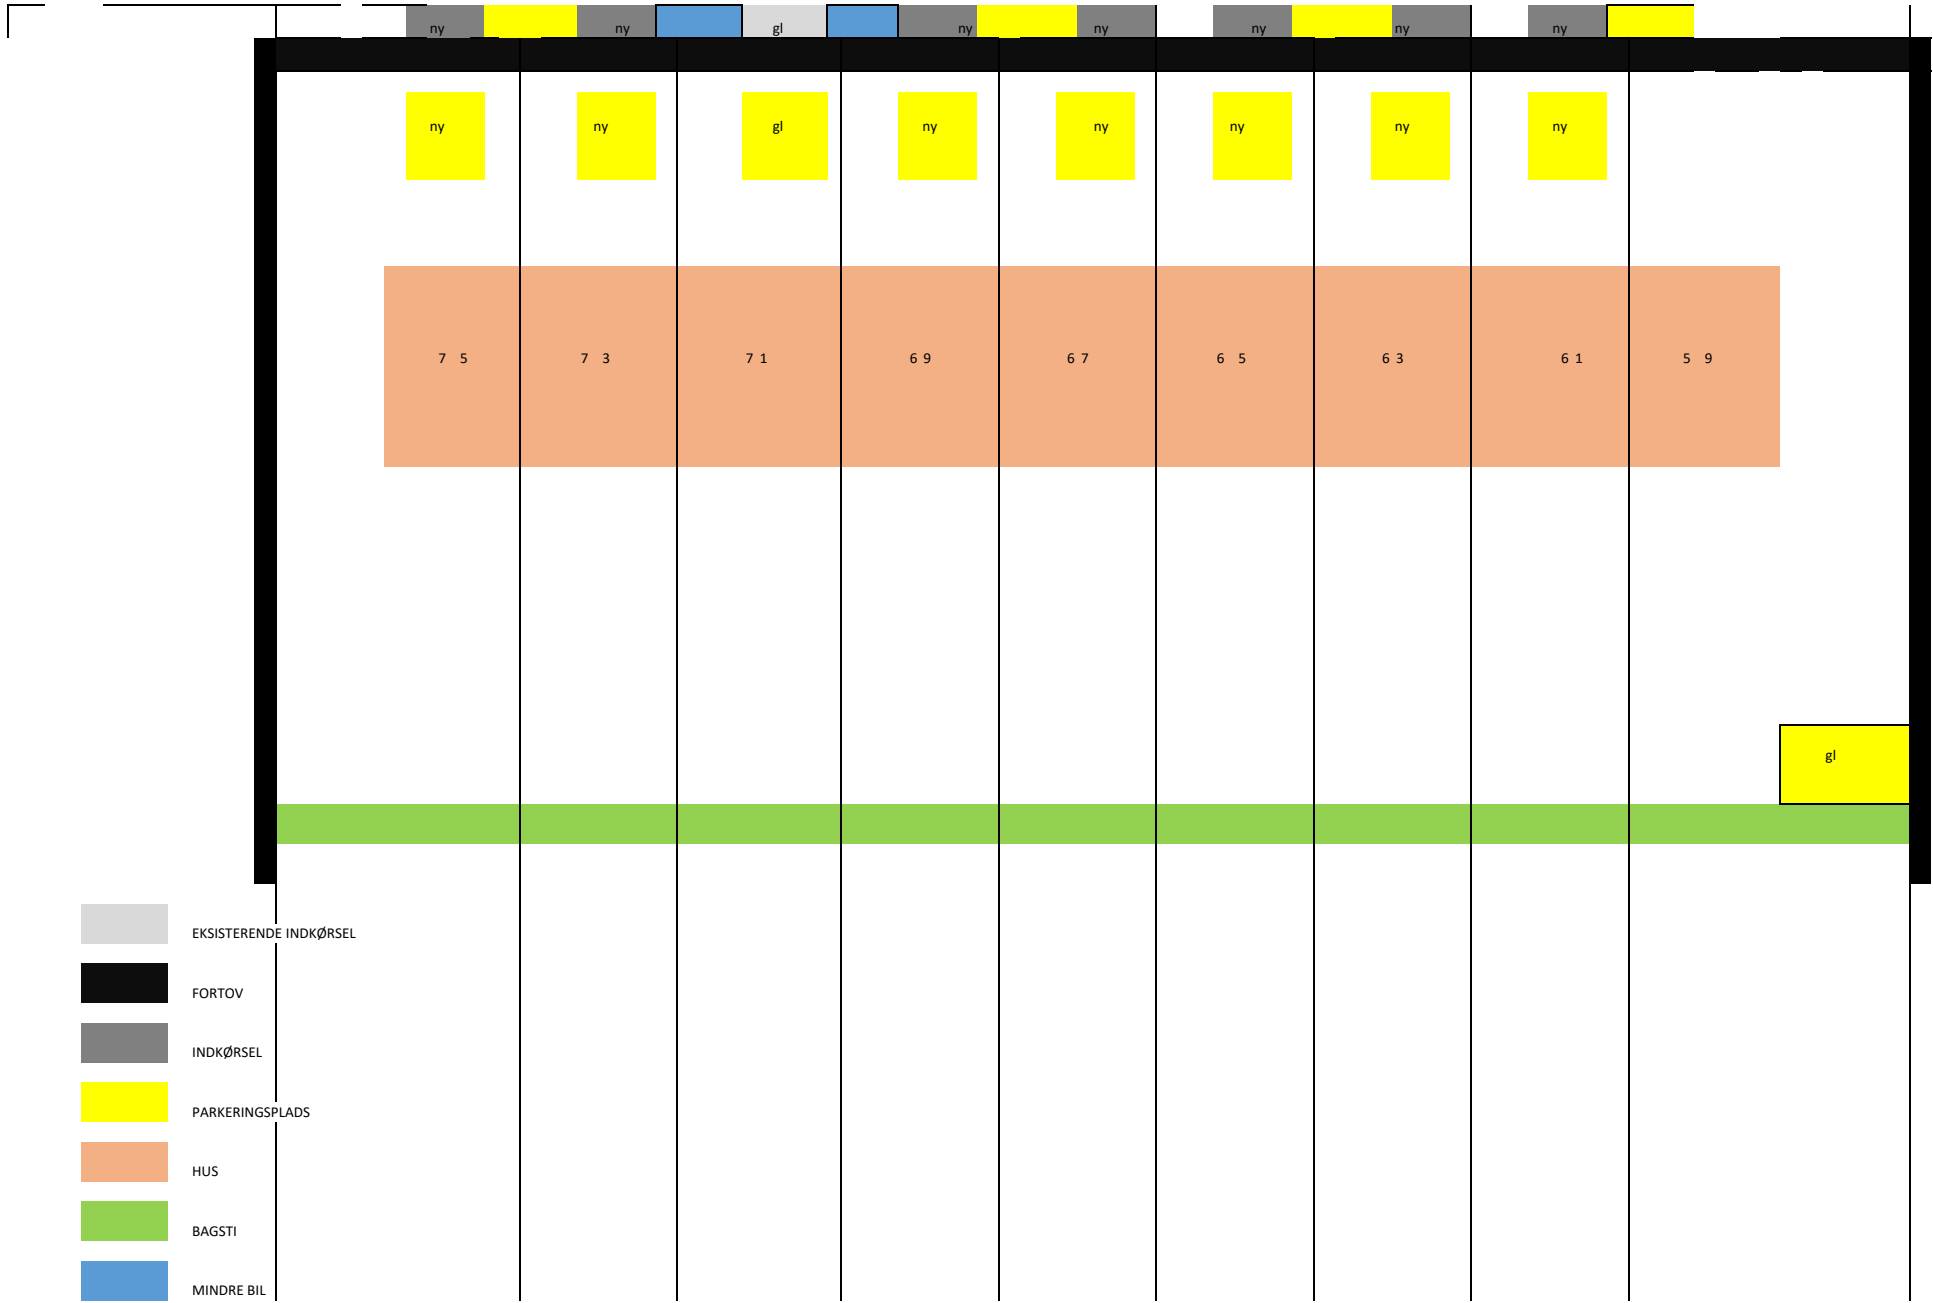 ny ny gl ny ny ny ny ny
ny ny gl ny ny ny ny ny
7 5 7 3 7 1 6 9 6 7 6 5 6 3 6 1 5 9
gl
EKSISTERENDE INDKØRSEL
FORTOV
INDKØRSEL
PARKERINGSPLADS
HUS
BAGSTI
MINDRE BIL